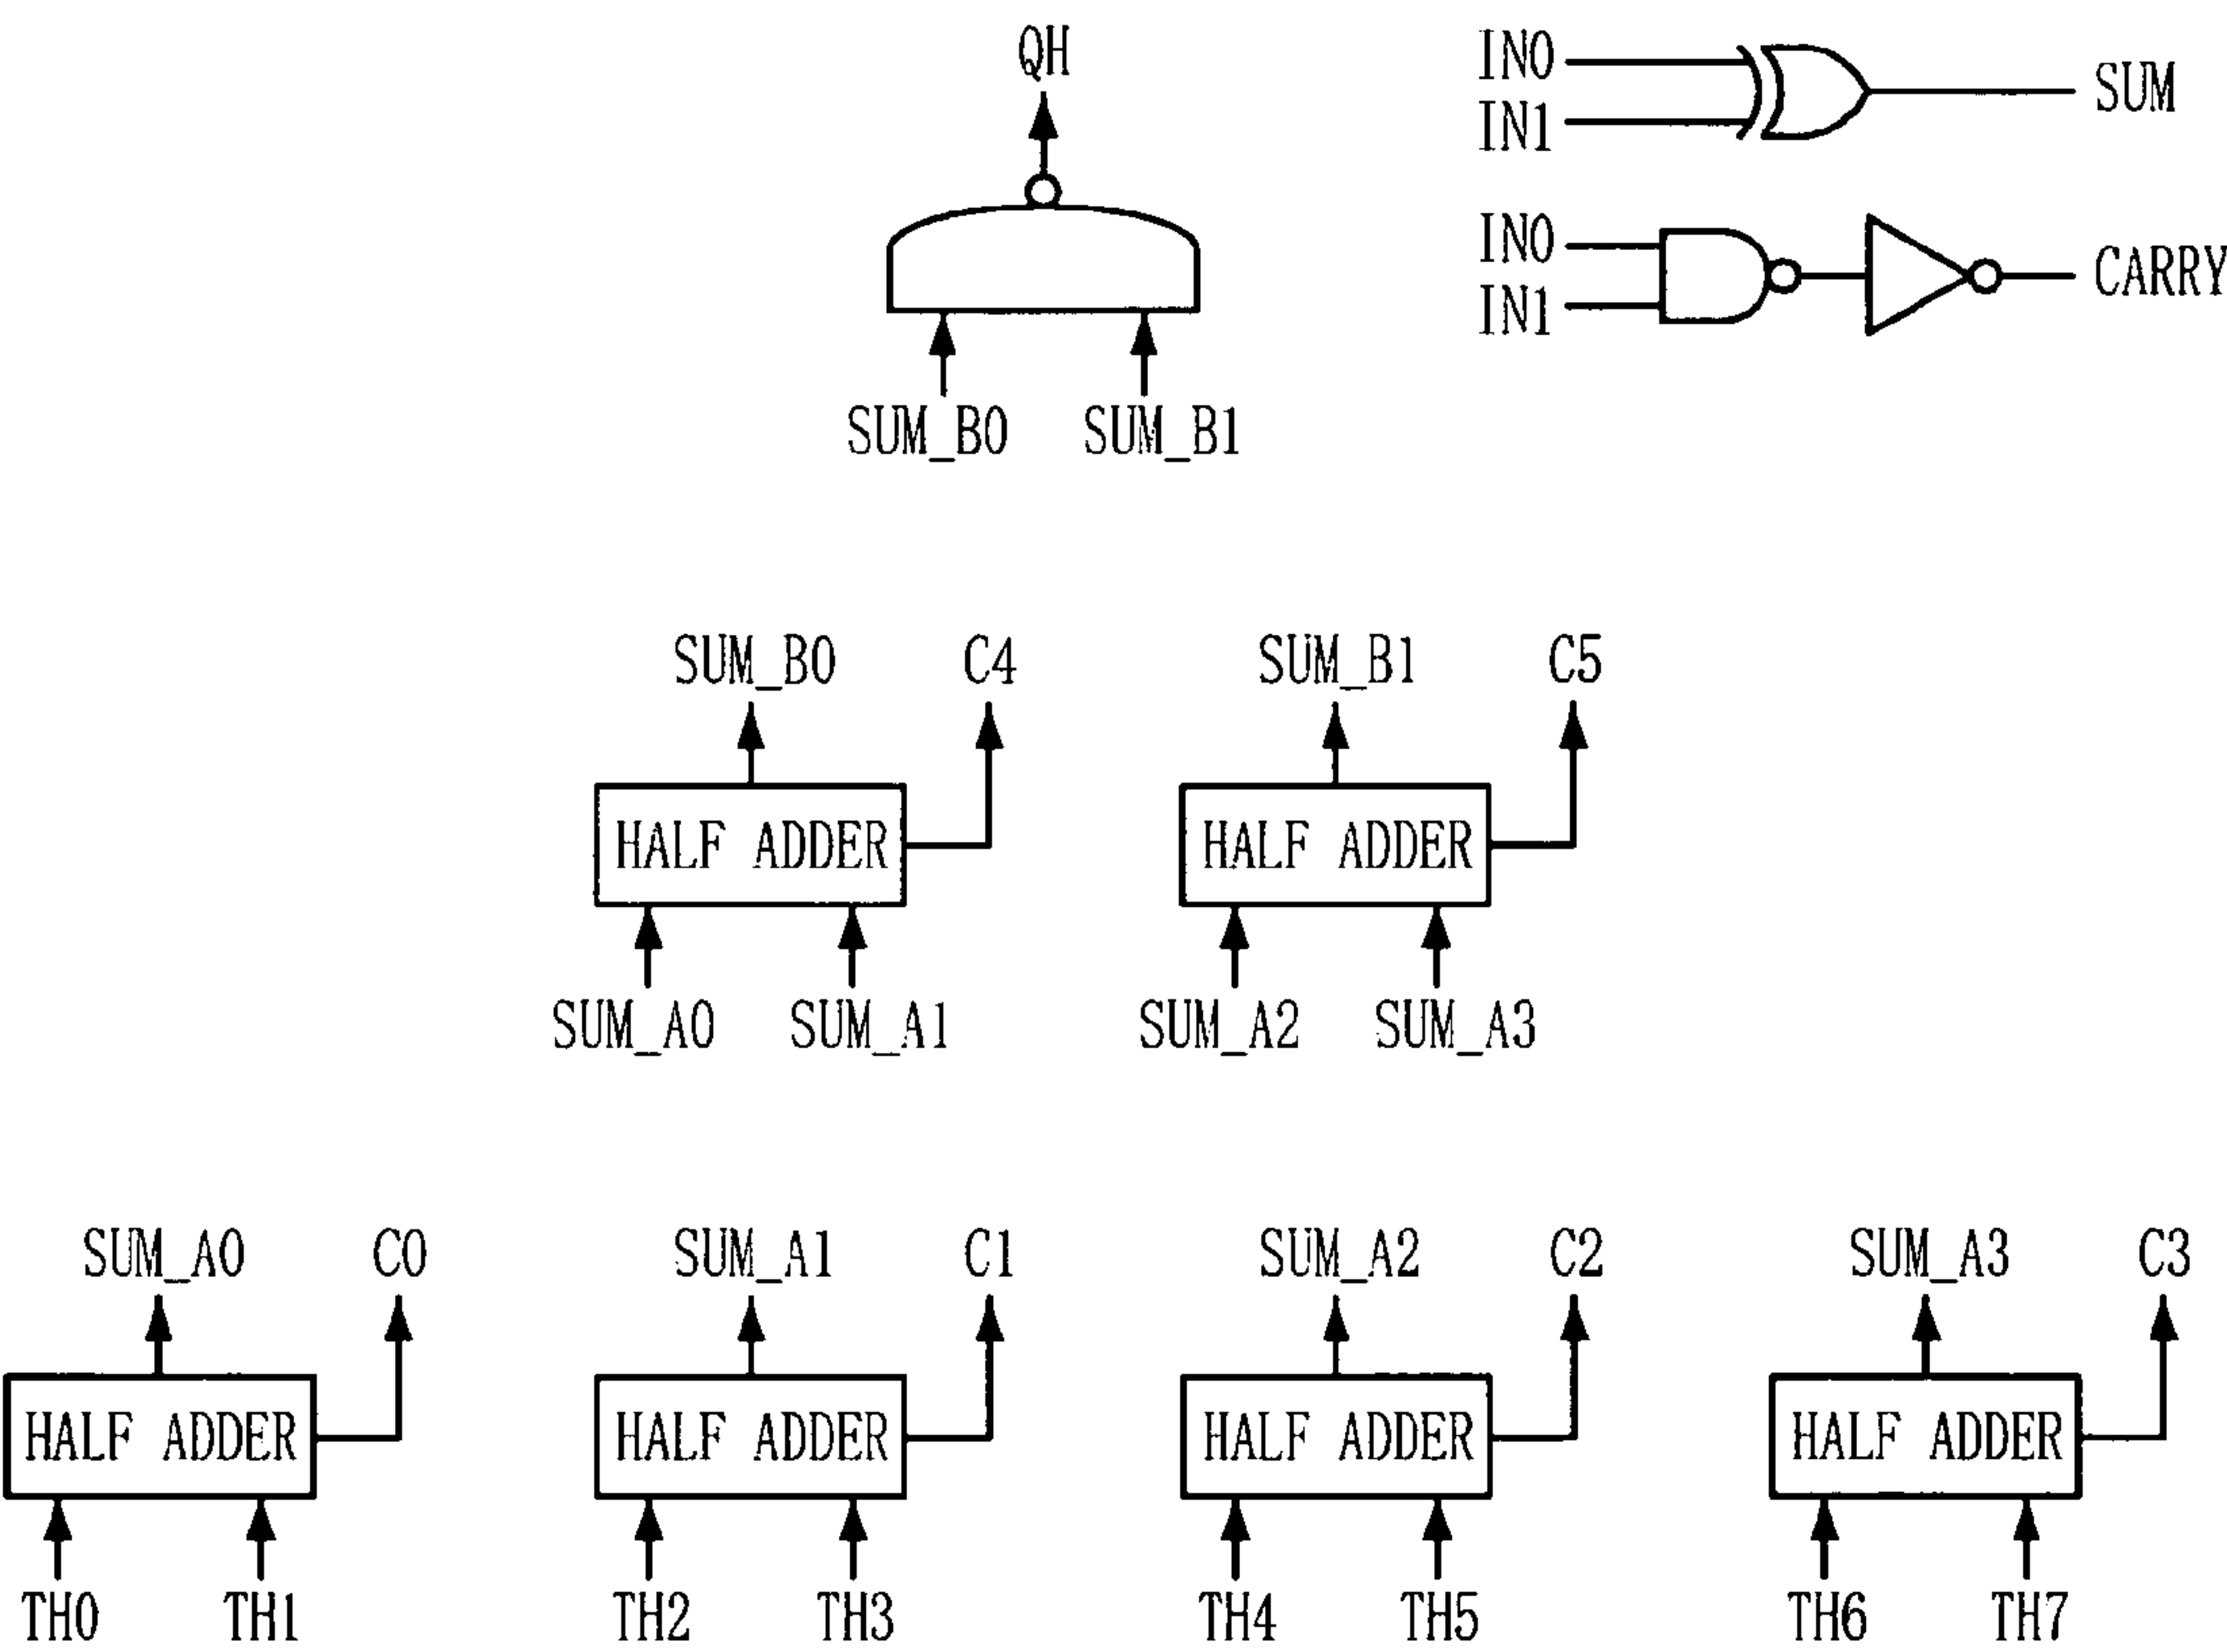 QH
IN0
IN1
SUM
IN0
IN1
CARRY
SUM_B0 SUM_B1
SUM_B0 C4 SUM_B1 C5
HALF ADDER HALF ADDER
SUM_A0 SUM_A1 SUM_A2 SUM_A3
SUM_A0 C0 SUM_A1 C1 SUM_A2 C2 SUM_A3 C3
HALF ADDER HALF ADDER HALF ADDER HALF ADDER
TH0 TH1 TH2 TH3 TH4 TH5 TH6 TH7